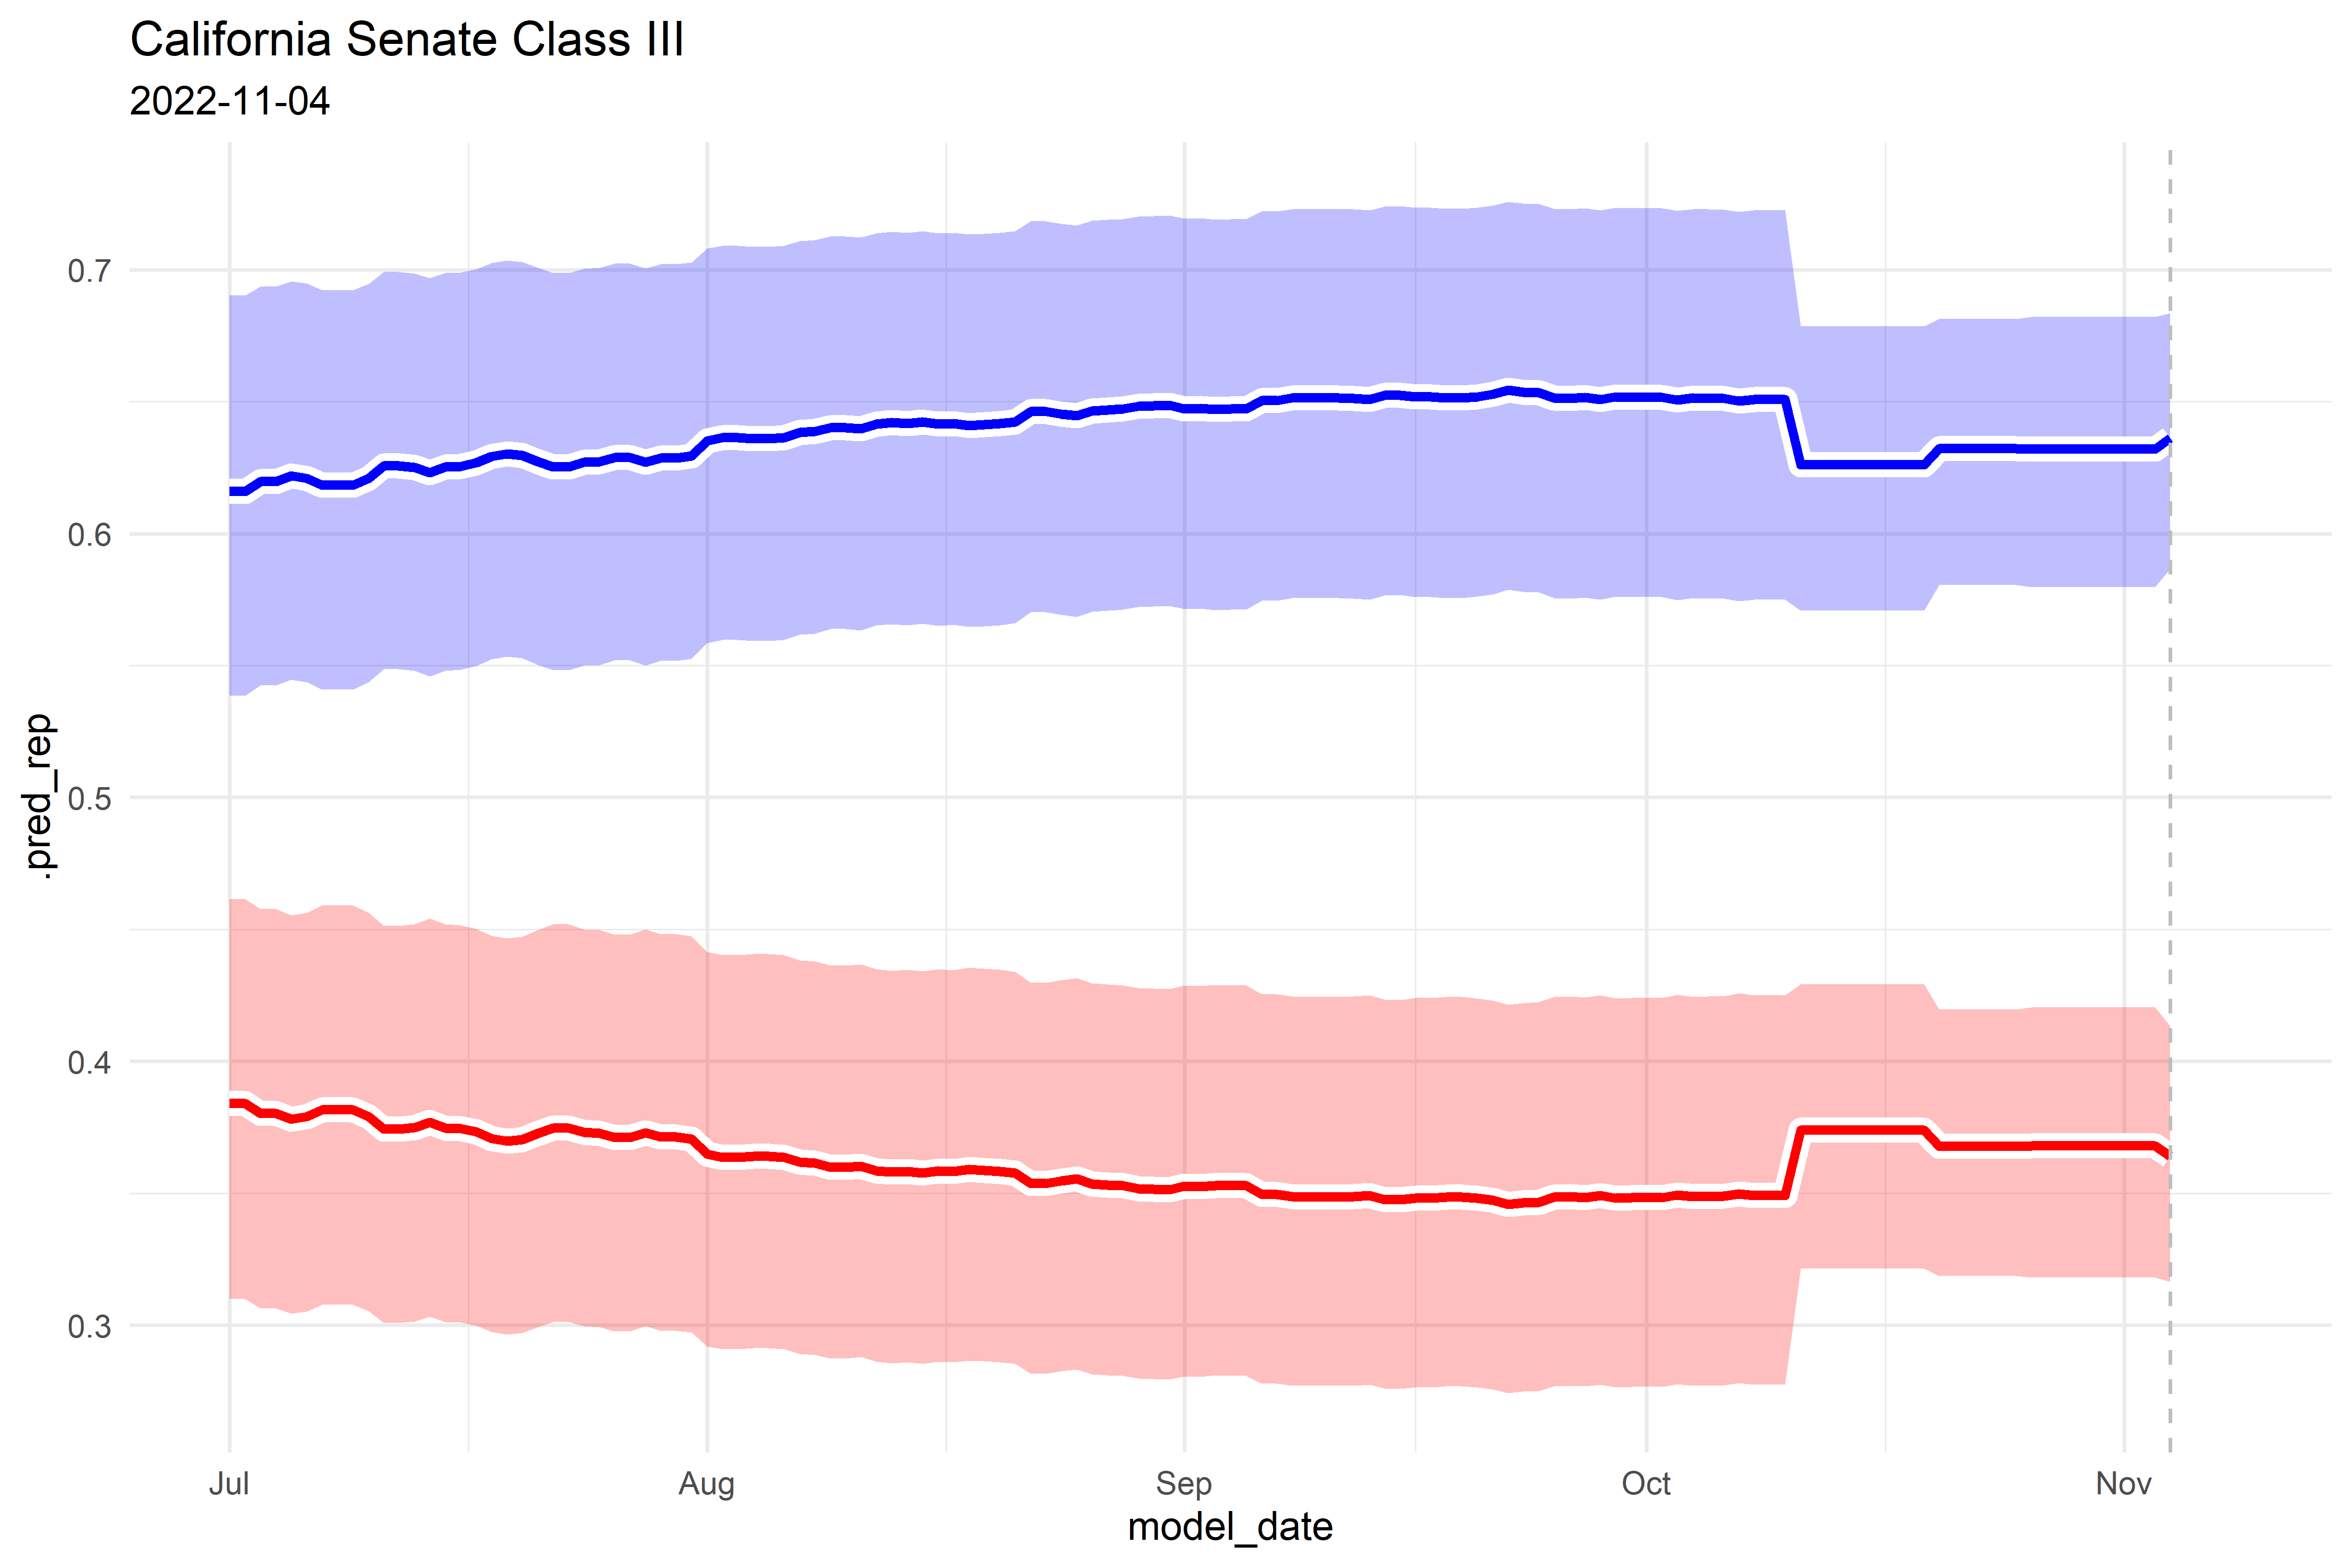 California Senate Class III
2022-11-04
.pred_rep
0.7
0.6
0.5
0.4
0.3
Jul
Aug
Sep
Oct
Nov
model_date